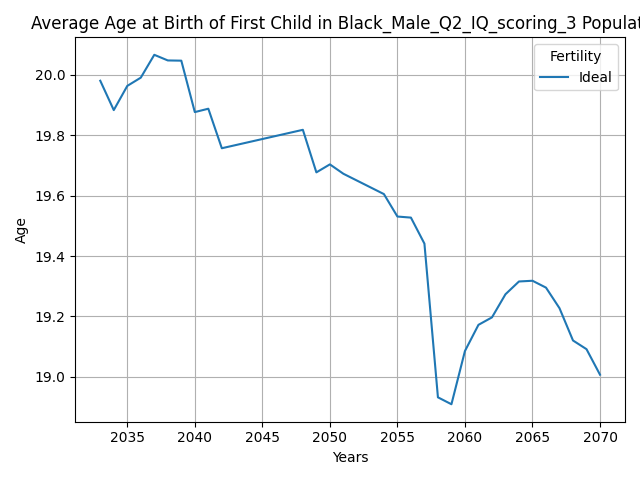 Average Age at Birth of First Child in Black_Male_Q2_IQ_scoring_3 Populat
Fertility
Ideal
20.0
19.8
19.6
19.4
19.2
19.0
Age
2035 2040 2045 2050 2055 2060 2065 2070
Years